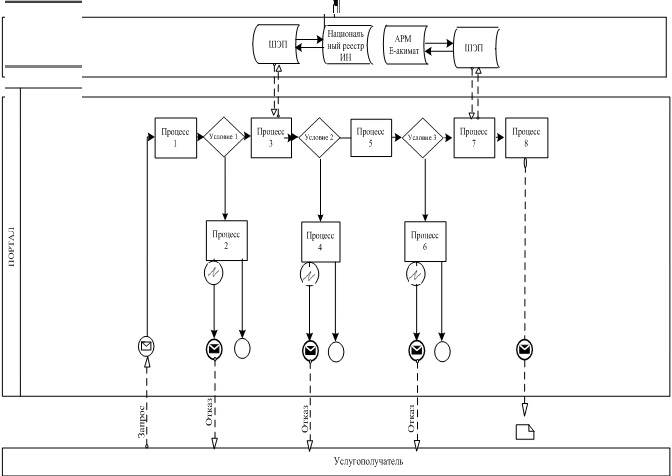 ШЭП
Националь
ный реестр
ИН
АРМ
Е-акимат
ШЭП
Процесс
1
Условие 1
Процесс
3
Условие 2
Процесс
5
Условие 3
Процесс
7
Процесс
8
Процесс
2
Процесс
4
Процесс
6
ПОРТАЛ
Запрос
Отказ
Отказ
Отказ
Услугополучатель